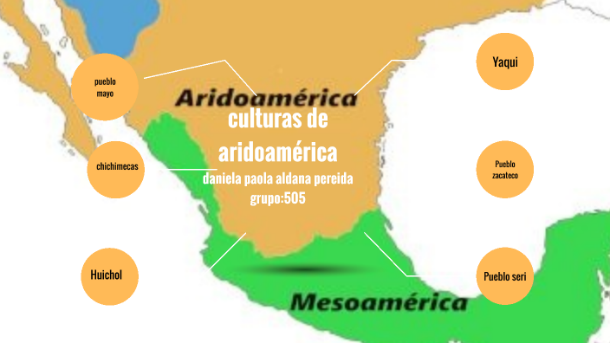 pueblo
mayo
Yaqui
Aridoamérica
culturas de
aridoamérica
chichimecas
Pueblo
zacateco
daniela paola aldana pereida
grupo:505
Huichol
Pueblo seri
Mesoamérica